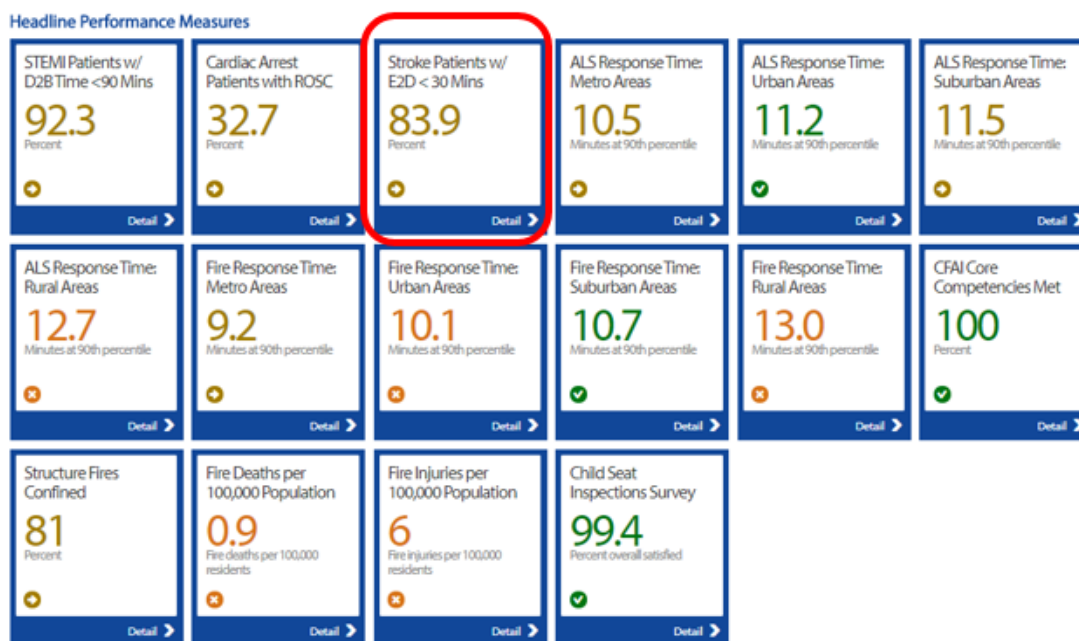 Headline Performance Measures
STEMI Patients w/
D2B Time <90 Mins
92.3
Percent
Detail
Cardiac Arrest
Patients with ROSC
32.7
Percent
Detail
Stroke Patients w/
E2D < 30 Mins
83.9
Percent
Detail
ALS Response Time:
Metro Areas
10.5
Minutes at 90th percentile
Detail
ALS Response Time:
Urban Areas
11.2
Minutes at 90th percentile
Detail
ALS Response Time:
Suburban Areas
11.5
Minutes at 90th percentile
Detail
ALS Response Time:
Rural Areas
12.7
Minutes at 90th percentile
Detail
Fire Response Time:
Metro Areas
9.2
Minutes at 90th percentile
Detail
Fire Response Time:
Urban Areas
10.1
Minutes at 90th percentile
Detail
Fire Response Time:
Suburban Areas
10.7
Minutes at 90th percentile
Detail
Fire Response Time:
Rural Areas
13.0
Minutes at 90th percentile
Detail
CFAI Core
Competencies Met
100
Percent
Detail
Structure Fires
Confined
81
Percent
Detail
Fire Deaths per
100,000 Population
0.9
Fire deaths per 100,000
residents
Detail
Fire Injuries per
100,000 Population
6
Fire injuries per 100,000
residents
Detail
Child Seat
Inspections Survey
99.4
Percent overall satisfied
Detail